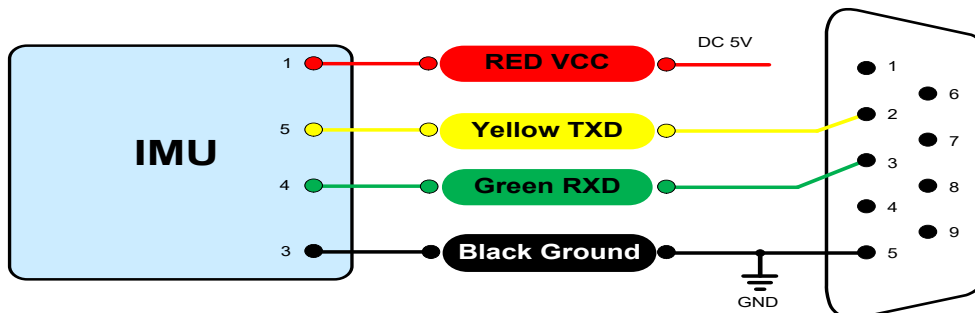 IMU
1
RED VCC
DC 5V
5
Yellow TXD
4
Green RXD
3
Black Ground
GND
1
6
2
7
3
8
4
9
5